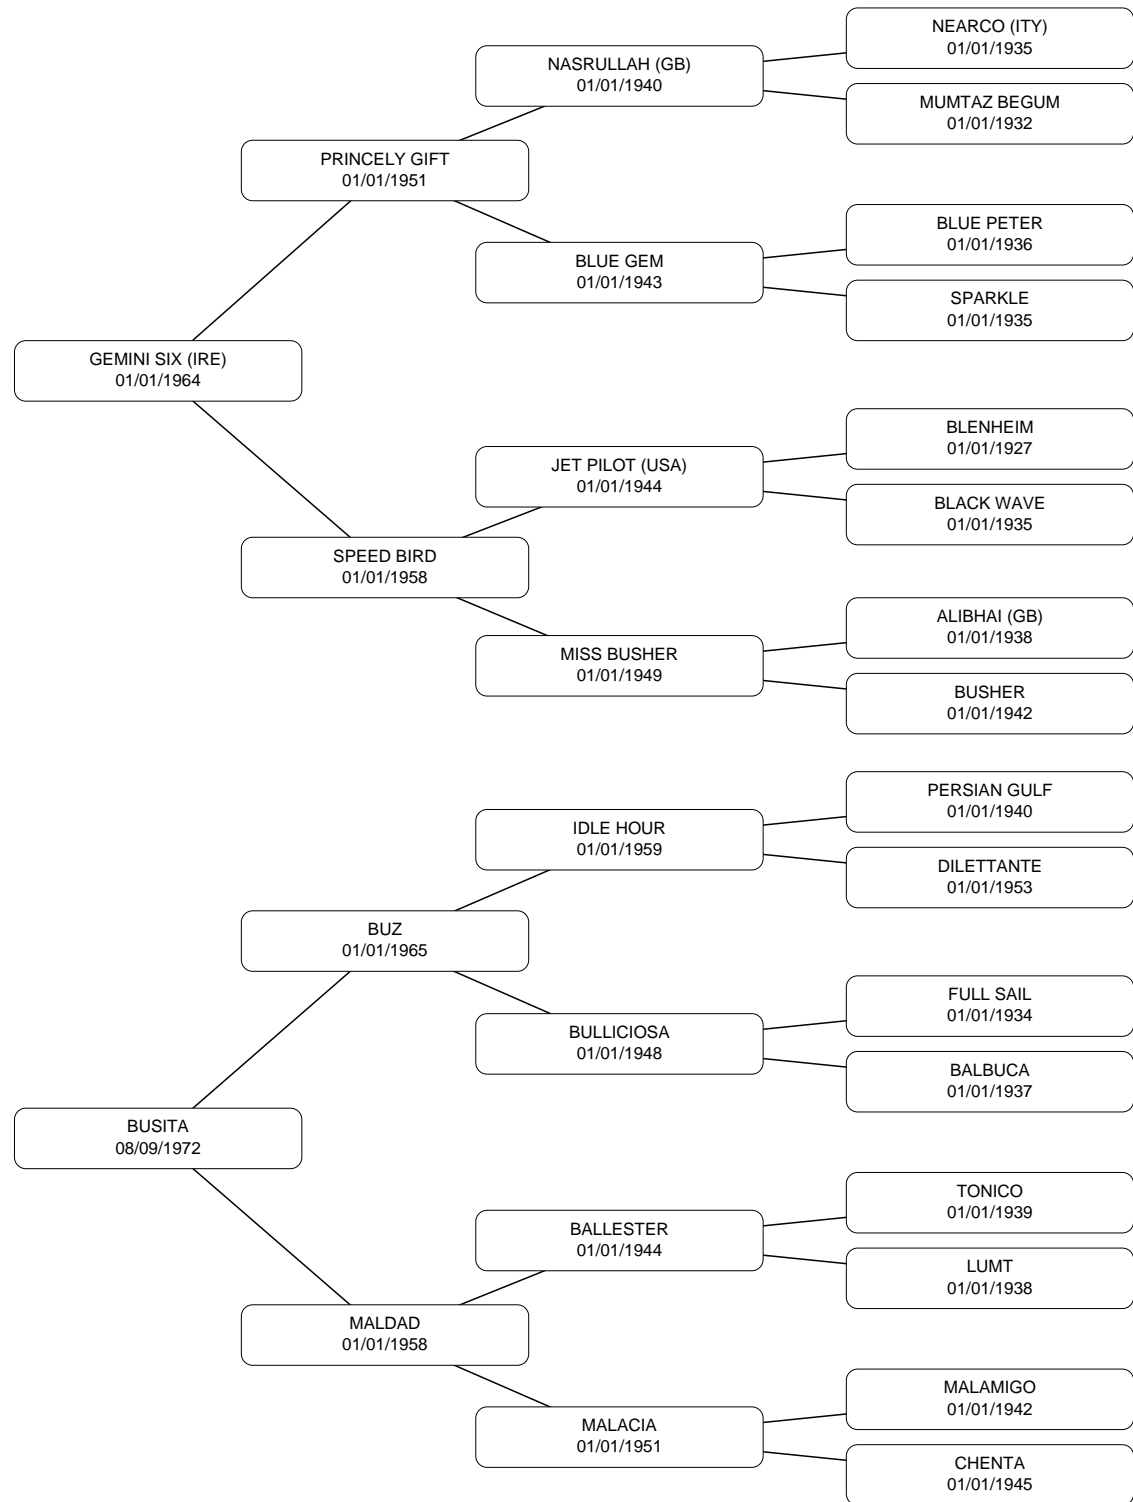 NEARCO (ITY)
01/01/1935
NASRULLAH (GB)
01/01/1940
MUMTAZ BEGUM
01/01/1932
PRINCELY GIFT
01/01/1951
BLUE PETER
01/01/1936
BLUE GEM
01/01/1943
SPARKLE
01/01/1935
GEMINI SIX (IRE)
01/01/1964
BLENHEIM
01/01/1927
JET PILOT (USA)
01/01/1944
BLACK WAVE
01/01/1935
SPEED BIRD
01/01/1958
ALIBHAI (GB)
01/01/1938
MISS BUSHER
01/01/1949
BUSHER
01/01/1942
PERSIAN GULF
01/01/1940
IDLE HOUR
01/01/1959
DILETTANTE
01/01/1953
BUZ
01/01/1965
FULL SAIL
01/01/1934
BULLICIOSA
01/01/1948
BALBUCA
01/01/1937
BUSITA
08/09/1972
TONICO
01/01/1939
BALLESTER
01/01/1944
LUMT
01/01/1938
MALDAD
01/01/1958
MALAMIGO
01/01/1942
MALACIA
01/01/1951
CHENTA
01/01/1945